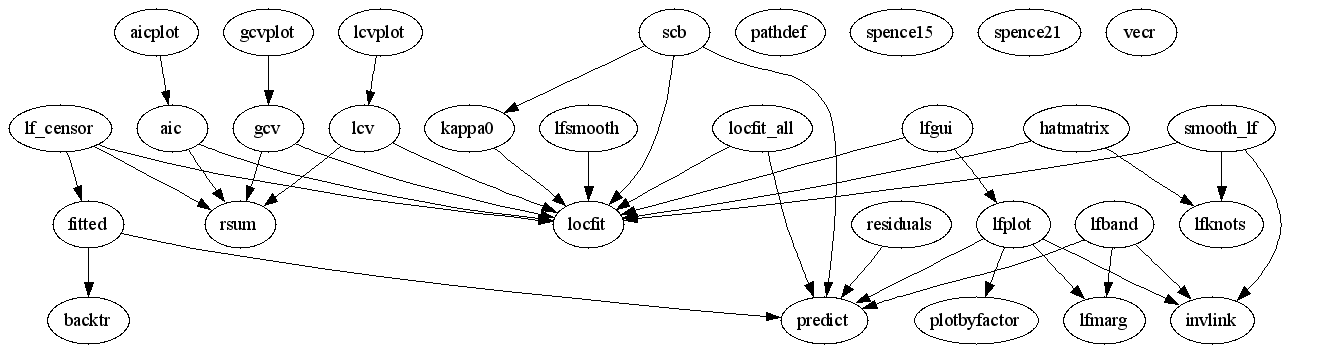 aicplot gcvplot lcvplot scb pathdef spence15 spence21 vecr
lf_censor aic gcv lcv kappa0 lfsmooth locfit_all lfgui hatmatrix smooth_lf
fitted rsum locfit residuals lfplot lfband lfknots
backtr predict plotbyfactor lfmarg invlink